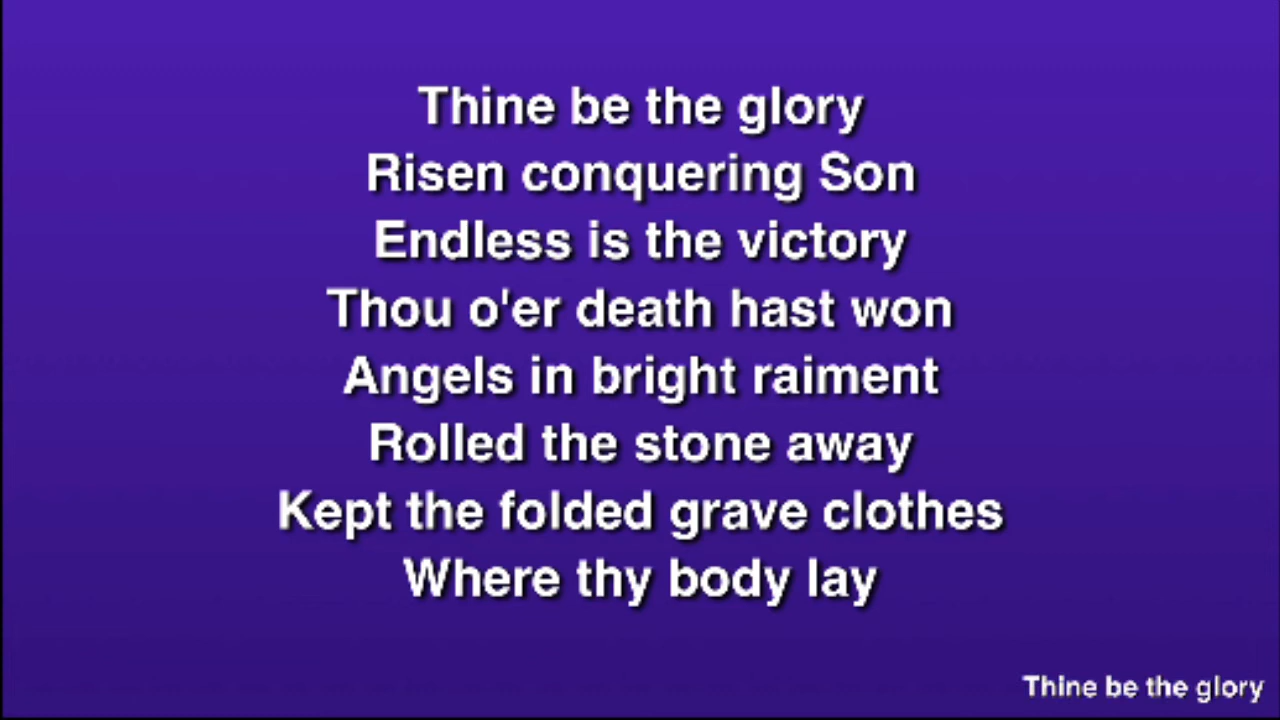 Thine be the glory
Risen conquering Son
Endless is the victory
Thou o'er death hast won
Angels in bright raiment
Rolled the stone away
Kept the folded grave clothes
Where thy body lay
Thine be the glory